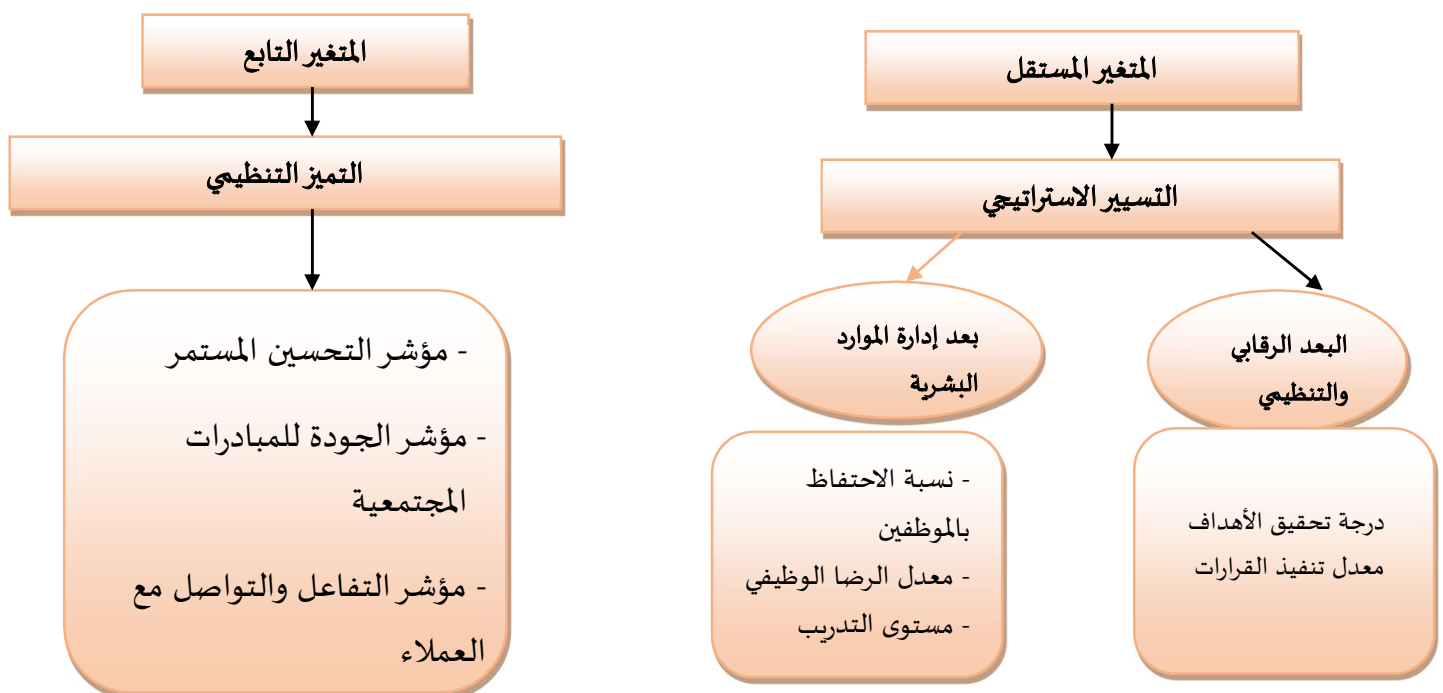 المتغير المستقل
التسيير الاستراتيجي
البعد الرقابي
والتنظيمي
درجة تحقيق الأهداف
معدل تنفيذ القرارات
بعد إدارة الموارد
البشرية
- نسبة الاحتفاظ
بالموظفين
- معدل الرضا الوظيفي
- مستوى التدريب
المتغير التابع
التميز التنظيمي
- مؤشر التحسين المستمر
- مؤشر الجودة للمبادرات
المجتمعية
- مؤشر التفاعل والتواصل مع
العملاء